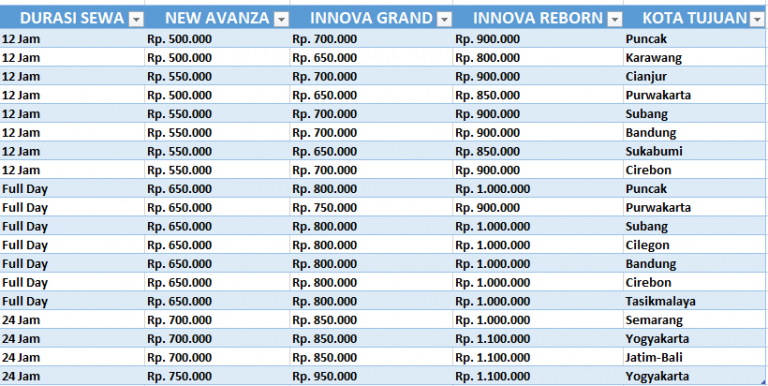 DURASI SEWA NEW AVANZA INNOVA GRAND INNOVA REBORN KOTA TUJUAN
12 Jam Rp. 500.000 Rp. 700.000 Rp. 900.000 Puncak
12 Jam Rp. 500.000 Rp. 650.000 Rp. 800.000 Karawang
12 Jam Rp. 550.000 Rp. 700.000 Rp. 900.000 Cianjur
12 Jam Rp. 500.000 Rp. 650.000 Rp. 850.000 Purwakarta
12 Jam Rp. 550.000 Rp. 700.000 Rp. 900.000 Subang
12 Jam Rp. 550.000 Rp. 700.000 Rp. 900.000 Bandung
12 Jam Rp. 550.000 Rp. 650.000 Rp. 850.000 Sukabumi
12 Jam Rp. 550.000 Rp. 700.000 Rp. 900.000 Cirebon
Full Day Rp. 650.000 Rp. 800.000 Rp. 1.000.000 Puncak
Full Day Rp. 650.000 Rp. 750.000 Rp. 900.000 Purwakarta
Full Day Rp. 650.000 Rp. 800.000 Rp. 1.000.000 Subang
Full Day Rp. 650.000 Rp. 800.000 Rp. 1.000.000 Cilegon
Full Day Rp. 650.000 Rp. 800.000 Rp. 1.000.000 Bandung
Full Day Rp. 650.000 Rp. 800.000 Rp. 1.000.000 Cirebon
Full Day Rp. 650.000 Rp. 800.000 Rp. 1.000.000 Tasikmalaya
24 Jam Rp. 700.000 Rp. 850.000 Rp. 1.000.000 Semarang
24 Jam Rp. 700.000 Rp. 850.000 Rp. 1.100.000 Yogyakarta
24 Jam Rp. 700.000 Rp. 850.000 Rp. 1.100.000 Jatim-Bali
24 Jam Rp. 750.000 Rp. 950.000 Rp. 1.100.000 Yogyakarta